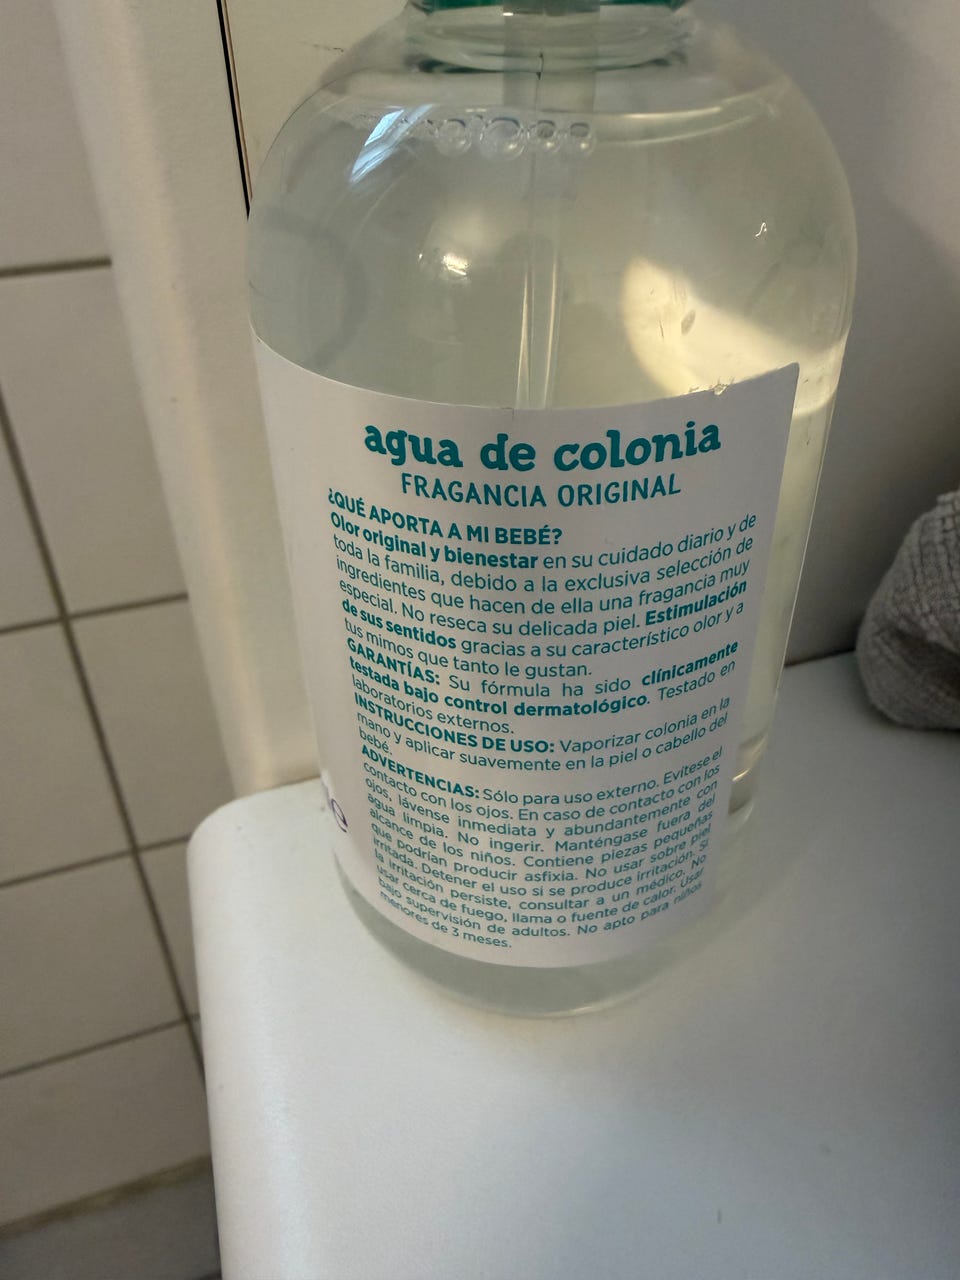 agua de colonia
FRAGANCIA ORIGINAL
¿QUÉ APORTA A MI BEBÉ?
Olor original y bienestar en su cuidado diario y de
toda la familia, debido a la exclusiva selección de
ingredientes que hacen de ella una fragancia muy
especial. No reseca su delicada piel. Estimulación
de sus sentidos gracias a su característico olor y a
tus mimos que tanto le gustan.
GARANTÍAS: Su fórmula ha sido clínicamente
testada bajo control dermatológico. Testado en
laboratorios externos.
INSTRUCCIONES DE USO: Vaporizar colonia en la
mano y aplicar suavemente en la piel o cabello del
bebé.
ADVERTENCIAS: Sólo para uso externo. Evítese el
contacto con los ojos. En caso de contacto con los
ojos, lávense inmediata y abundantemente con
agua limpia. No ingerir. Manténgase fuera del
alcance de los niños. Contiene piezas pequeñas
que podrían producir asfixia. No usar sobre piel
irritada. Detener el uso si se produce irritación. Si
la irritación persiste, consultar a un médico. No
usar cerca de fuego, llama o fuente de calor. Usar
bajo supervisión de adultos. No apto para niños
menores de 3 meses.